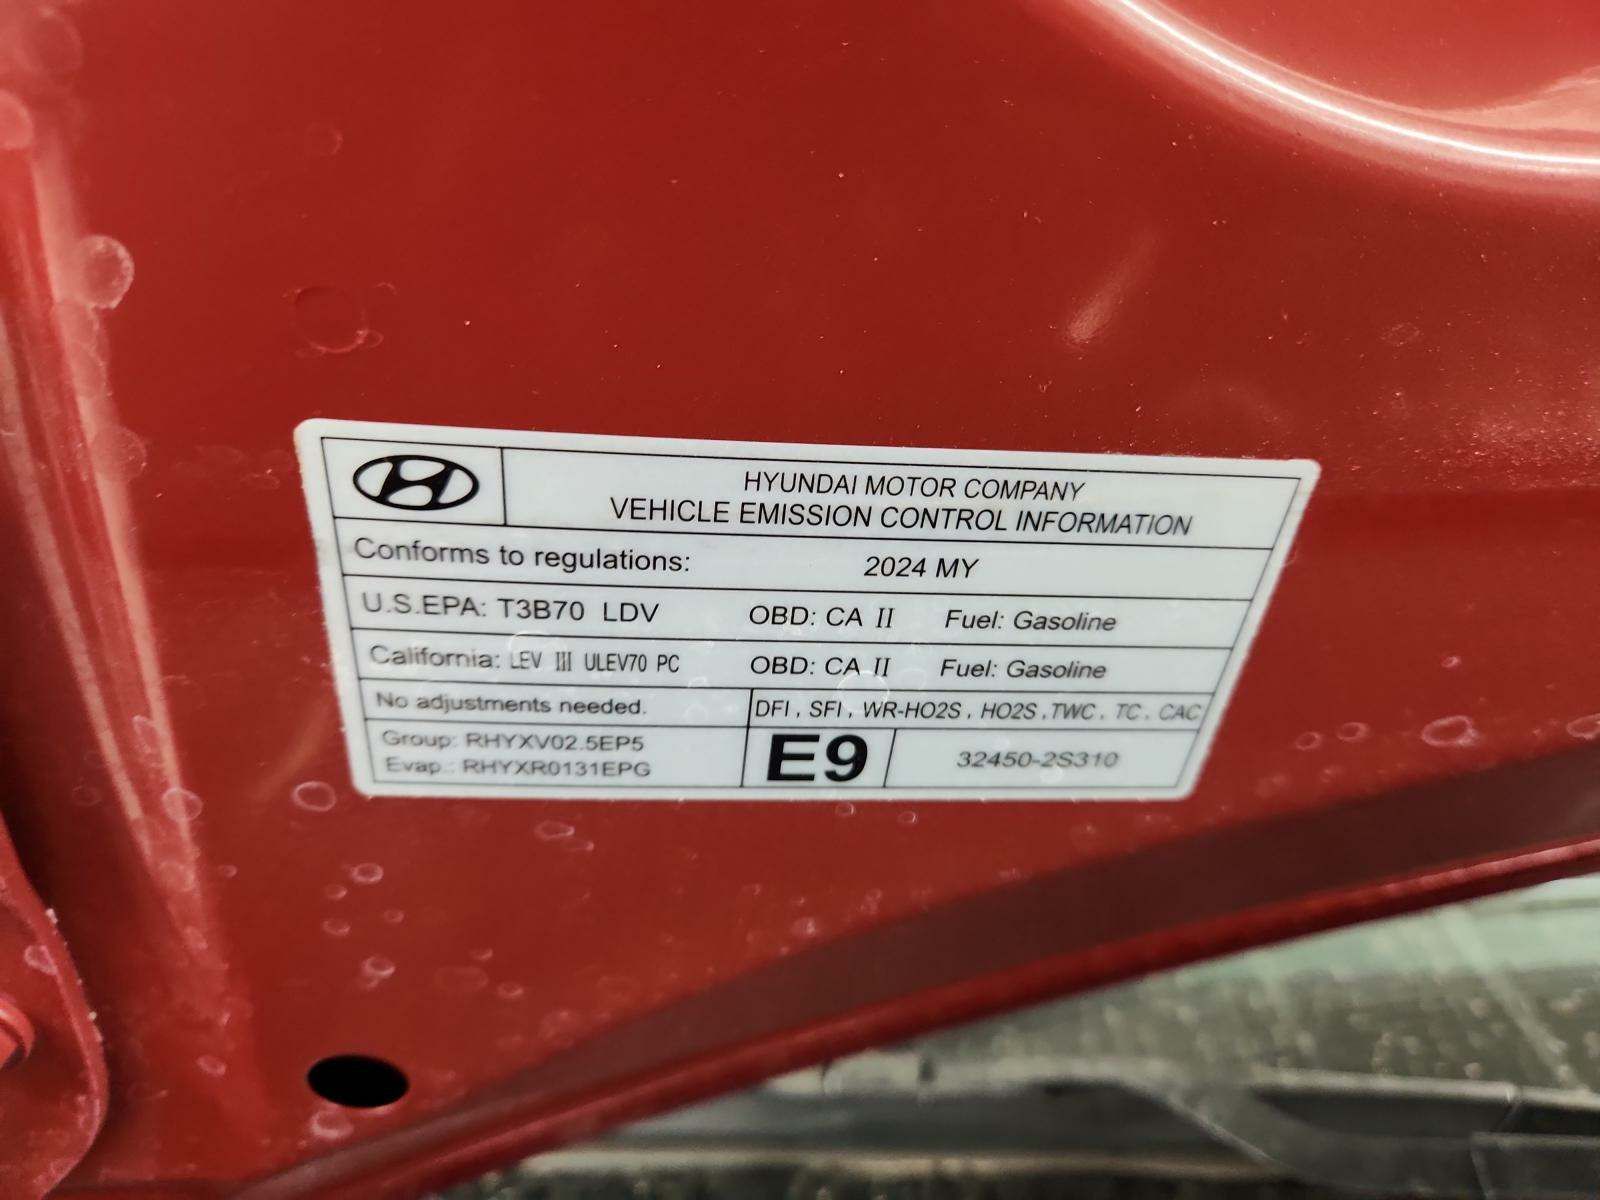 HYUNDAI MOTOR COMPANY
VEHICLE EMISSION CONTROL INFORMATION
Conforms to regulations: 2024 MY
U.S.EPA: T3B70 LDV OBD: CA II Fuel: Gasoline
California: LEV III ULEV70 PC OBD: CA II Fuel: Gasoline
No adjustments needed. DFI, SFI, WR-HO2S, HO2S, TWC, TC, CAC
Group: RHYXV02.5EP5
Evap.: RHYXR0131EPG
E9 32450-2S310